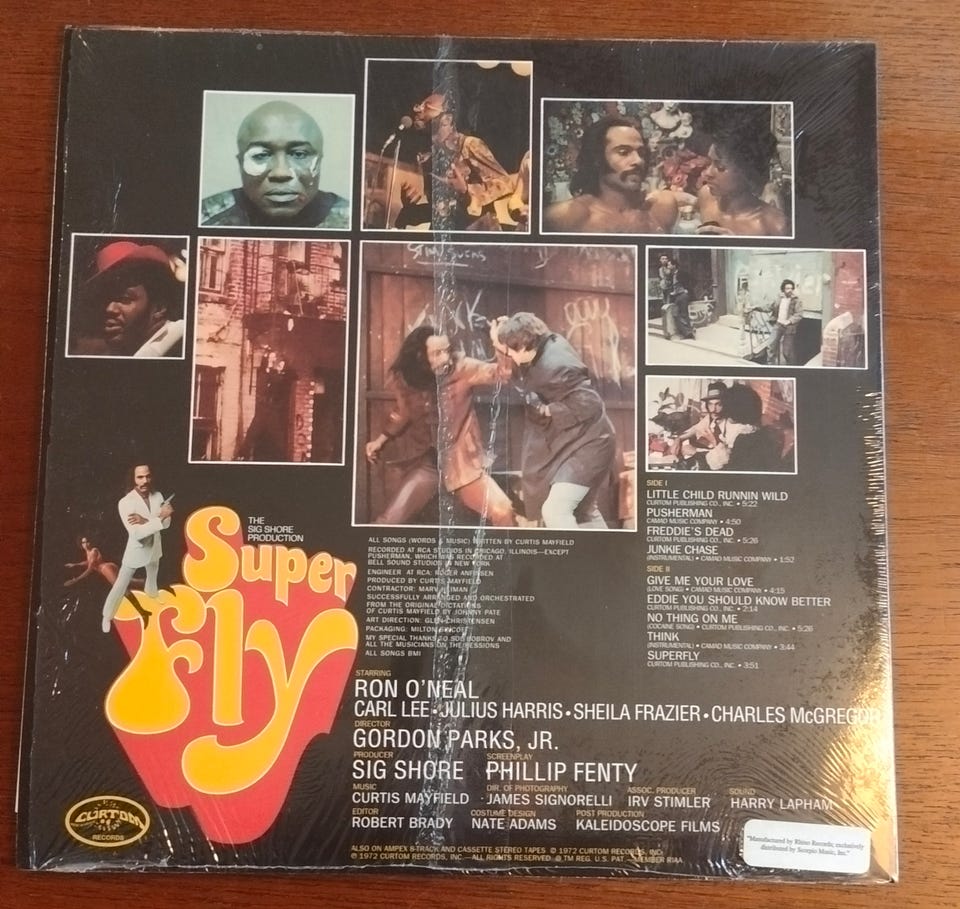 THE
SIG SHORE
PRODUCTION
Super
fly
CURTOM
RECORDS
ALL SONGS (WORDS & MUSIC) WRITTEN BY CURTIS MAYFIELD
RECORDED AT RCA STUDIOS IN CHICAGO, ILLINOIS—EXCEPT
PUSHERMAN, WHICH WAS RECORDED AT
BELL SOUND STUDIOS IN NEW YORK
ENGINEER AT RCA: ROGER ANFINSEN
PRODUCED BY CURTIS MAYFIELD
CONTRACTOR: MARV
SUCCESSFULLY ARRANGED AND ORCHESTRATED
FROM THE ORIGINAL DICTATIONS
OF CURTIS MAYFIELD BY JOHNNY PATE
ART DIRECTION: GLEN CHRISTENSEN
PACKAGING: MILTON
MY SPECIAL THANKS TO BOBROV AND
ALL THE MUSICIANS ON THE SESSIONS
ALL SONGS BMI
SIDE I
LITTLE CHILD RUNNIN WILD
CURTOM PUBLISHING CO., INC. • 5:22
PUSHERMAN
CAMAD MUSIC COMPANY • 4:50
FREDDIE'S DEAD
CURTOM PUBLISHING CO., INC. • 5:26
JUNKIE CHASE
(INSTRUMENTAL) • CAMAD MUSIC COMPANY • 1:52
SIDE II
GIVE ME YOUR LOVE
(LOVE SONG) • CAMAD MUSIC COMPANY • 4:15
EDDIE YOU SHOULD KNOW BETTER
CURTOM PUBLISHING CO., INC. • 2:14
NO THING ON ME
(COCAINE SONG) • CURTOM PUBLISHING CO., INC. • 5:26
THINK
(INSTRUMENTAL) • CAMAD MUSIC COMPANY • 3:44
SUPERFLY
CURTOM PUBLISHING CO., INC. • 3:51
STARRING
RON O'NEAL
CARL LEE • JULIUS HARRIS • SHEILA FRAZIER • CHARLES McGREGOR
DIRECTOR
GORDON PARKS, JR.
PRODUCER SCREENPLAY
SIG SHORE PHILLIP FENTY
MUSIC DIR. OF PHOTOGRAPHY ASSOC. PRODUCER SOUND
CURTIS MAYFIELD JAMES SIGNORELLI IRV STIMLER HARRY LAPHAM
EDITOR COSTUME DESIGN POST PRODUCTION
ROBERT BRADY NATE ADAMS KALEIDOSCOPE FILMS
ALSO ON AMPEX 8-TRACK AND CASSETTE STEREO TAPES © 1972 CURTOM RECORDS, INC.
℗ 1972 CURTOM RECORDS, INC.— ALL RIGHTS RESERVED. ® TM REG. U.S. PAT.—MEMBER RIAA
"Manufactured by Rhino Records; exclusively
distributed by Scorpio Music, Inc."